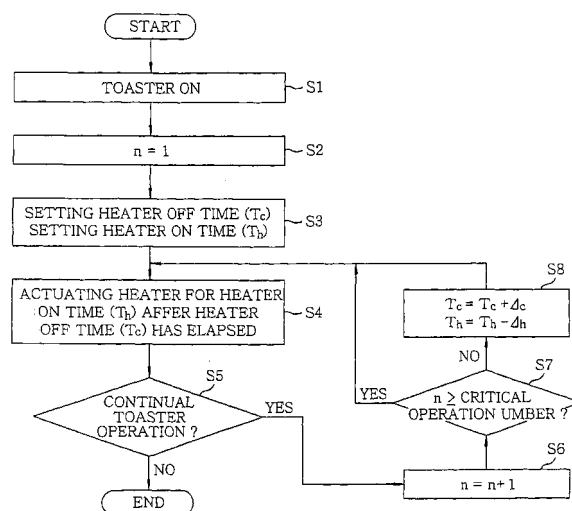 START
TOASTER ON
S1
n = 1
S2
SETTING HEATER OFF TIME (Tc)
SETTING HEATER ON TIME (Th)
S3
ACTUATING HEATER FOR HEATER
ON TIME (Th) AFFER HEATER
OFF TIME (Tc) HAS ELAPSED
S4
S5
CONTINUAL
TOASTER
OPERATION ?
YES
NO
END
S8
Tc = Tc + Δc
Th = Th - Δh
NO
S7
YES
n ≥ CRITICAL
OPERATION UMBER ?
S6
n = n+1